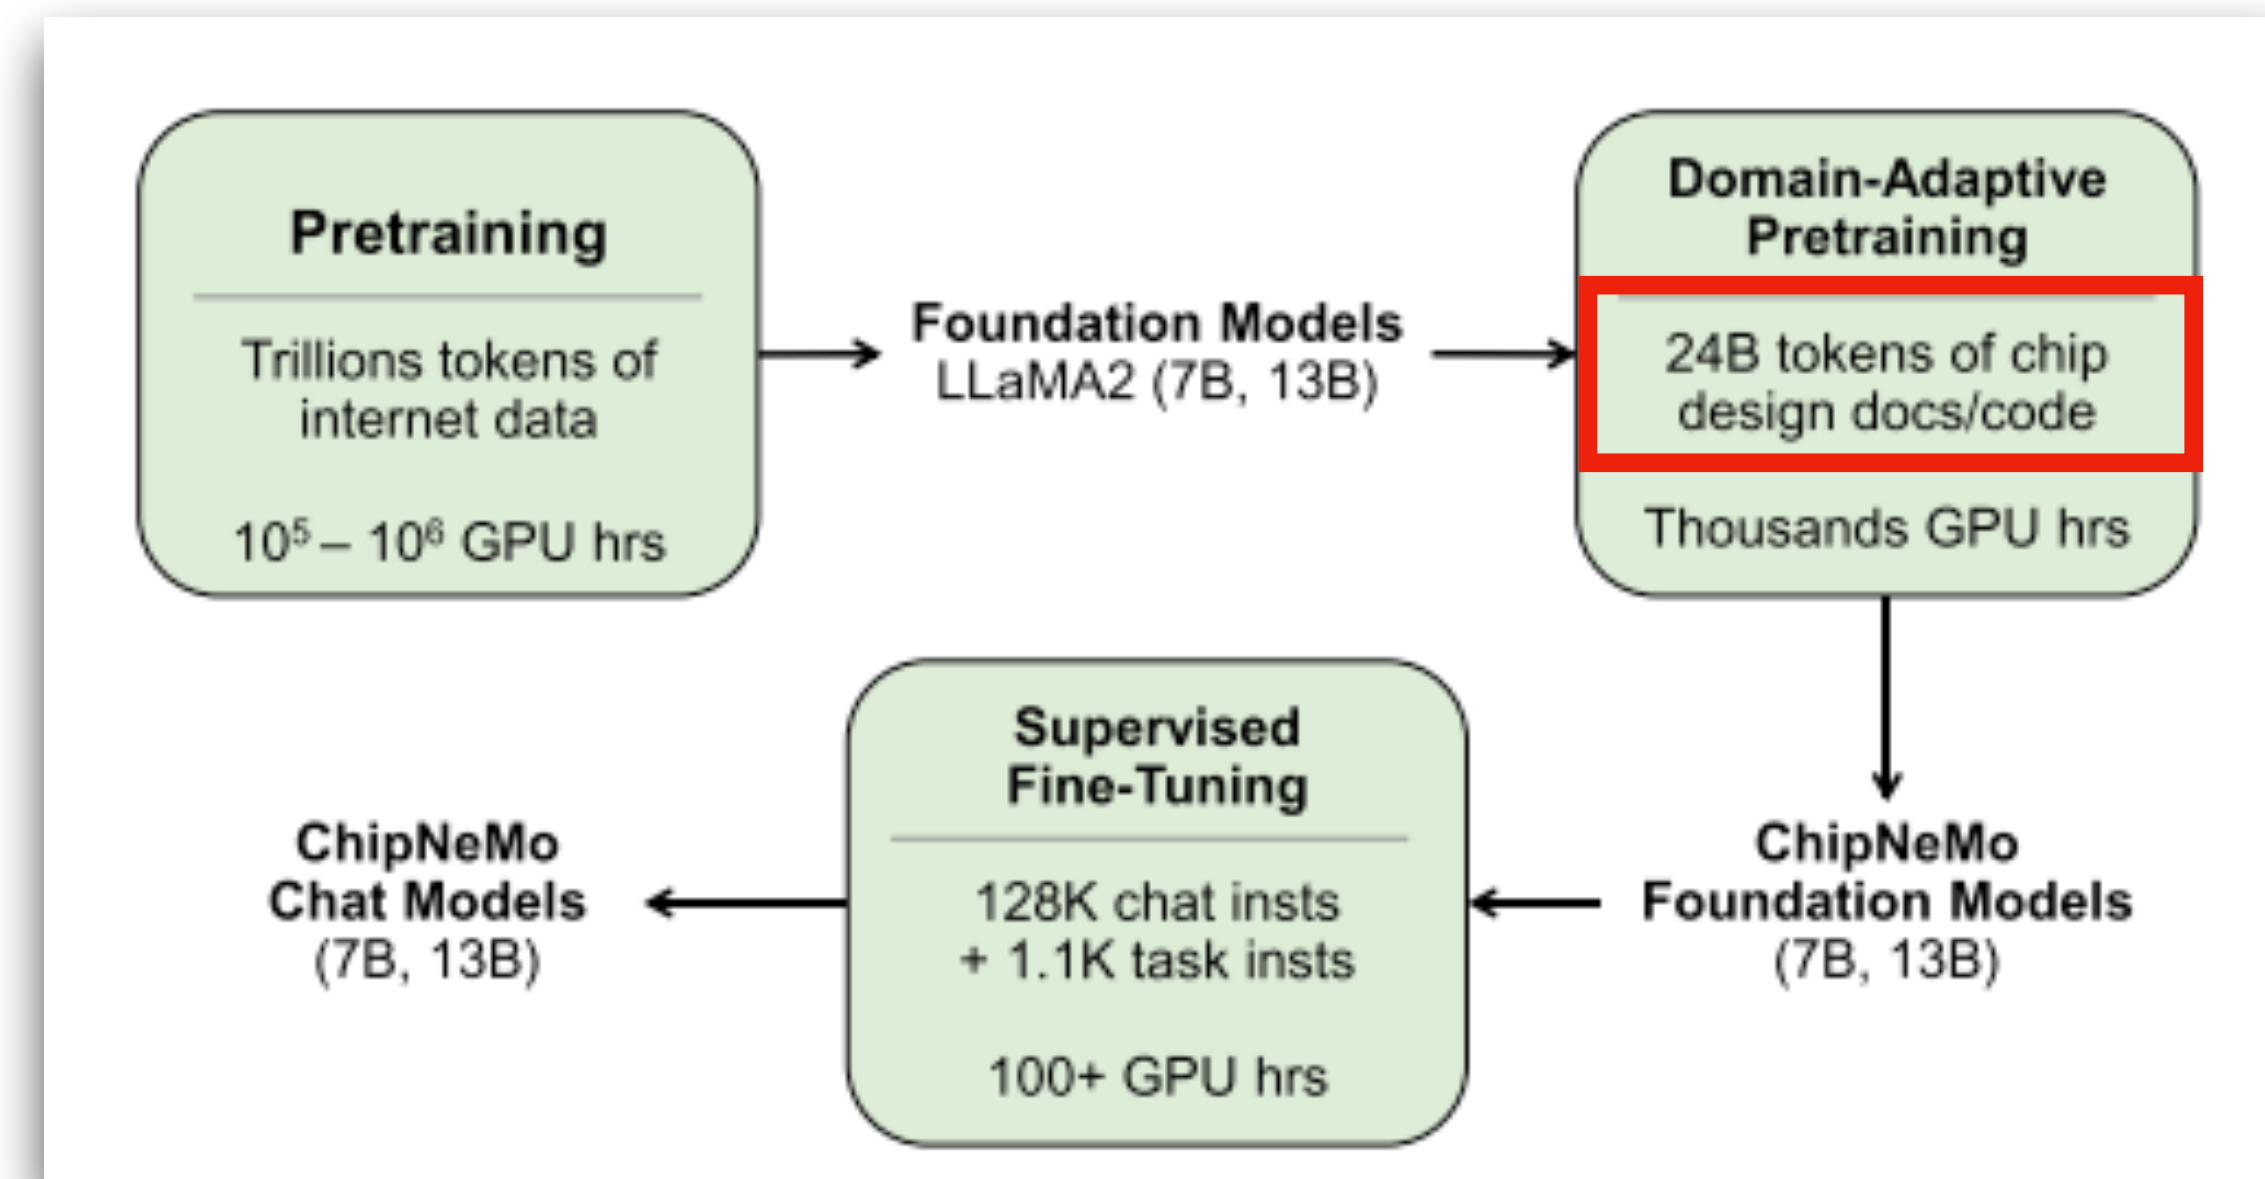 Pretraining
Trillions tokens of
internet data
10⁵ – 10⁶ GPU hrs
Foundation Models
LLaMA2 (7B, 13B)
Domain-Adaptive
Pretraining
24B tokens of chip
design docs/code
Thousands GPU hrs
ChipNeMo
Foundation Models
(7B, 13B)
Supervised
Fine-Tuning
128K chat insts
+ 1.1K task insts
100+ GPU hrs
ChipNeMo
Chat Models
(7B, 13B)